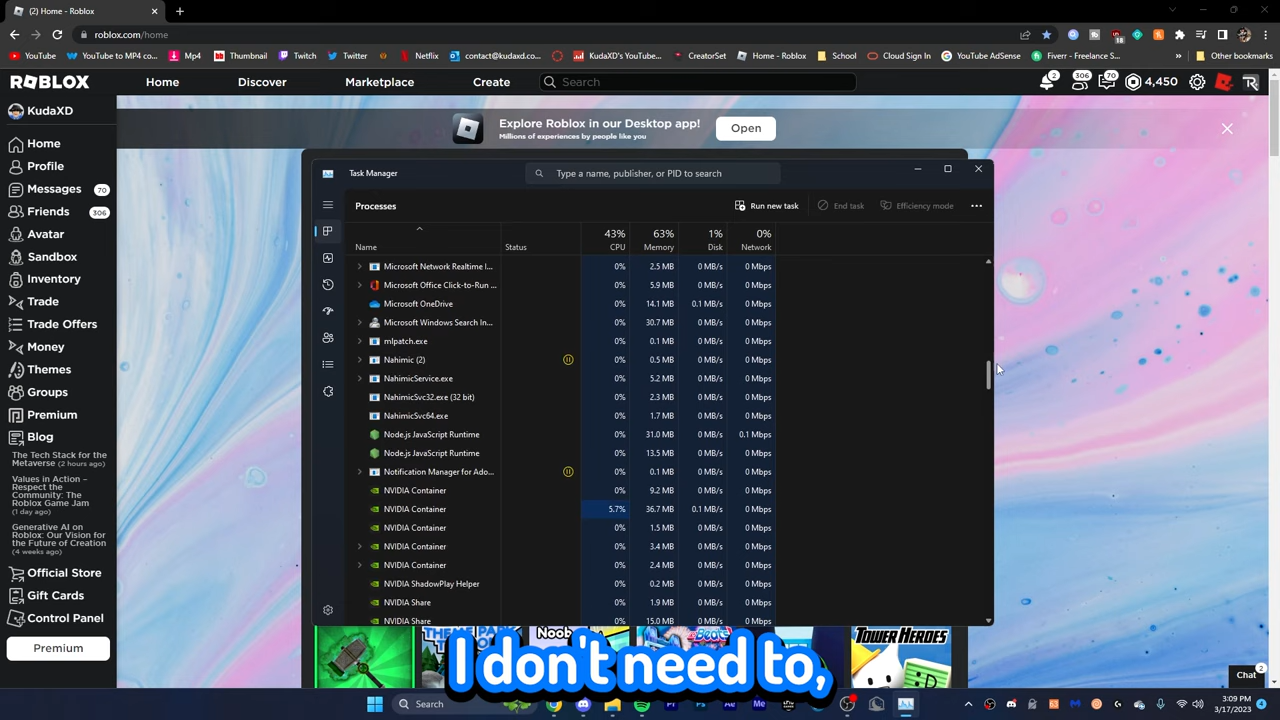 (2) Home - Roblox
roblox.com/home
YouTube
youtube to mp4 con...
Mp4
Thumbnail
Twitch
Twitter
Netflix
contact@kudaxd.co...
KudaXD's YouTube...
CreatorSet
Home - Roblox
School
Cloud Sign In
YouTube AdSense
Fiverr - Freelance S...
ROBLOX
Home
Discover
Marketplace
Create
Search
2
306
70
4,450
KudaXD
Home
Profile
Messages 70
Friends 306
Avatar
Sandbox
Inventory
Trade
Trade Offers
Money
Themes
Groups
Premium
Blog
The Tech Stack for the
Metaverse (2 hours ago)
Values in Action –
Respect the
Community: The
Roblox Game Jam
(1 day ago)
Generative AI on
Roblox: Our Vision for
the Future of Creation
(4 weeks ago)
Official Store
Gift Cards
Control Panel
Premium
Explore Roblox in our Desktop app!
Millions of experiences by people like you
Open
Task Manager
Type a name, publisher, or PID to search
Processes
Run new task
End task
Efficiency mode
43% 63% 1% 0%
Name Status CPU Memory Disk Network
Microsoft Network Realtime I... 0% 2.5 MB 0 MB/s 0 Mbps
Microsoft Office Click-to-Run ... 0% 5.9 MB 0 MB/s 0 Mbps
Microsoft OneDrive 0% 14.1 MB 0.1 MB/s 0 Mbps
Microsoft Windows Search In... 0% 30.7 MB 0 MB/s 0 Mbps
mlpatch.exe 0% 0.1 MB 0 MB/s 0 Mbps
Nahimic (2) 0% 0.5 MB 0 MB/s 0 Mbps
NahimicService.exe 0% 5.2 MB 0 MB/s 0 Mbps
NahimicSvc32.exe (32 bit) 0% 2.3 MB 0 MB/s 0 Mbps
NahimicSvc64.exe 0% 1.7 MB 0 MB/s 0 Mbps
Node.js JavaScript Runtime 0% 31.0 MB 0 MB/s 0.1 Mbps
Node.js JavaScript Runtime 0% 13.5 MB 0 MB/s 0 Mbps
Notification Manager for Ado... 0% 0.1 MB 0 MB/s 0 Mbps
NVIDIA Container 0% 9.2 MB 0 MB/s 0 Mbps
NVIDIA Container 5.7% 36.7 MB 0.1 MB/s 0 Mbps
NVIDIA Container 0% 1.5 MB 0 MB/s 0 Mbps
NVIDIA Container 0% 3.4 MB 0 MB/s 0 Mbps
NVIDIA Container 0% 2.4 MB 0 MB/s 0 Mbps
NVIDIA ShadowPlay Helper 0% 0.2 MB 0 MB/s 0 Mbps
NVIDIA Share 0% 1.9 MB 0 MB/s 0 Mbps
NVIDIA Share 0% 15.0 MB 0 MB/s 0 Mbps
THEME PARK
Noob
Beats
TOWER HEROES
I don't need to,
Chat
2
Search
3:09 PM
3/17/2023